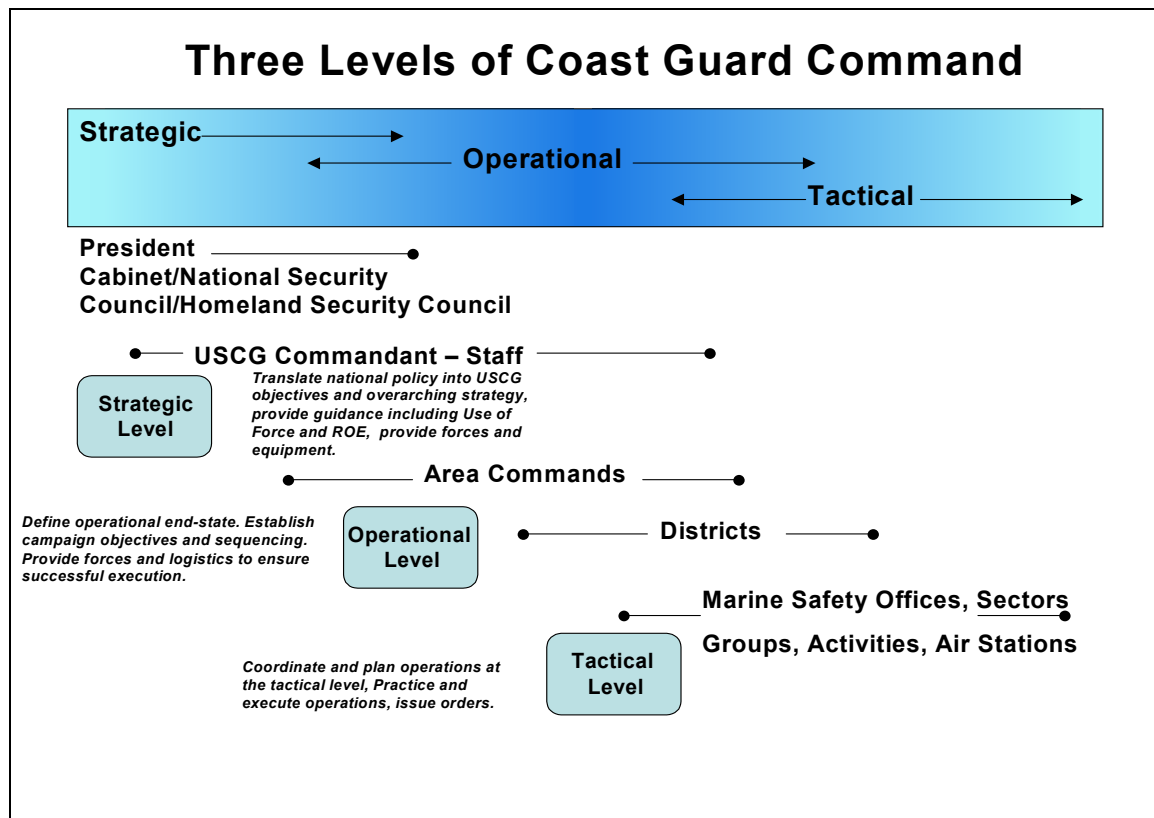 Three Levels of Coast Guard Command
Strategic
Operational
Tactical
President
Cabinet/National Security
Council/Homeland Security Council
USCG Commandant – Staff
Translate national policy into USCG
objectives and overarching strategy,
provide guidance including Use of
Force and ROE, provide forces and
equipment.
Strategic
Level
Area Commands
Define operational end-state. Establish
campaign objectives and sequencing.
Provide forces and logistics to ensure
successful execution.
Operational
Level
Districts
Marine Safety Offices, Sectors
Groups, Activities, Air Stations
Coordinate and plan operations at
the tactical level, Practice and
execute operations, issue orders.
Tactical
Level